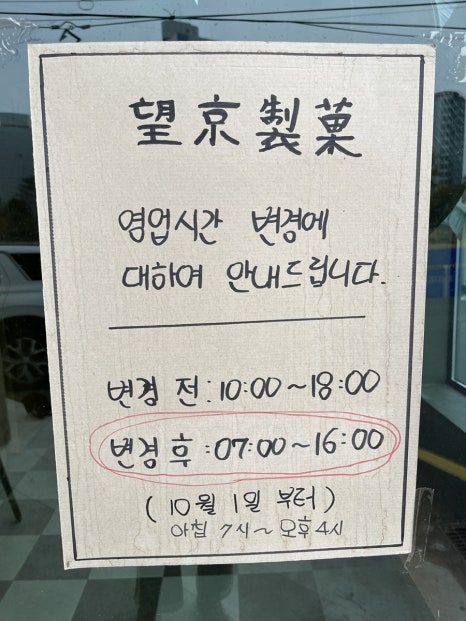 望京製菓
영업시간 변경에
대하여 안내드립니다.
변경 전 : 10:00~18:00
변경 후 : 07:00~16:00
(10월 1일 부터)
아침 7시~오후4시